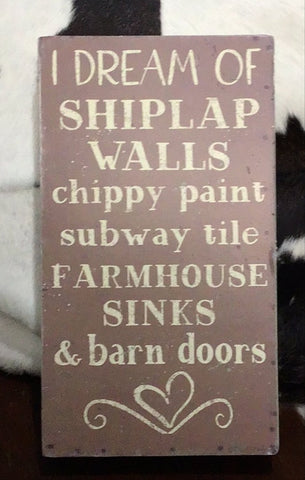 I DREAM OF
SHIPLAP
WALLS
chippy paint
subway tile
FARMHOUSE
SINKS
& barn doors